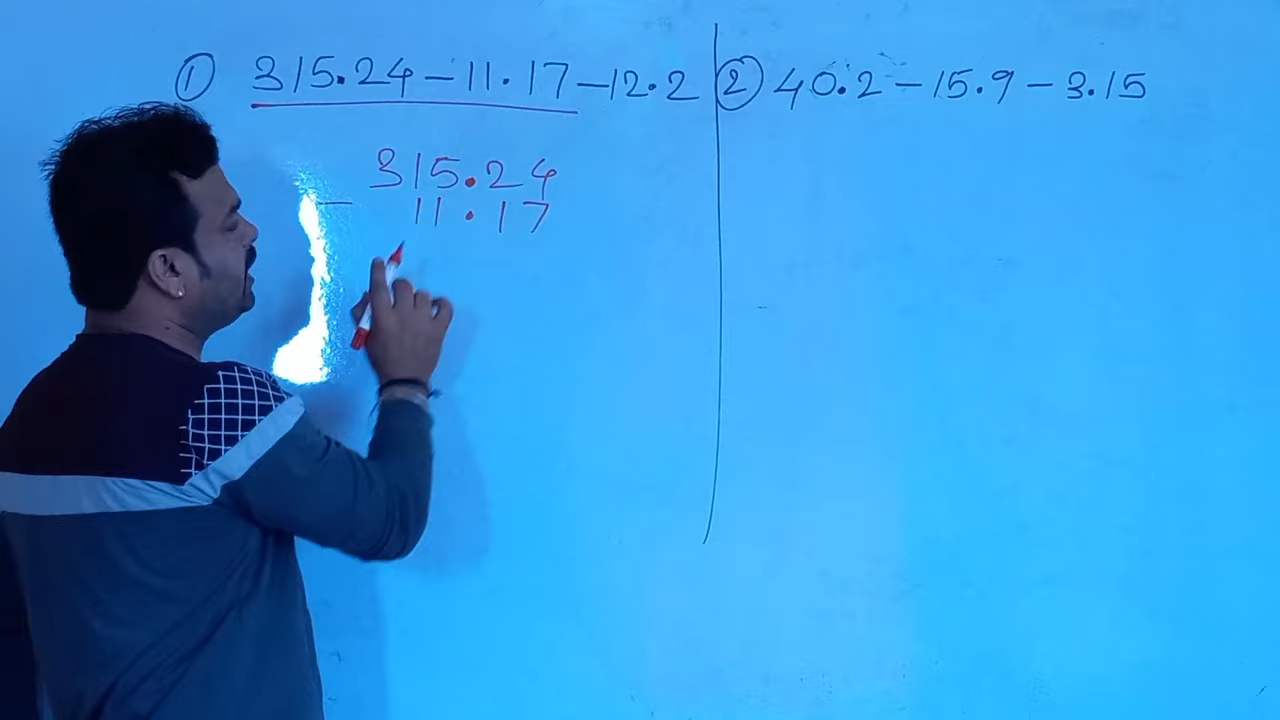 ① 315.24 - 11.17 - 12.2
315.24
- 11.17
② 40.2 - 15.9 - 3.15